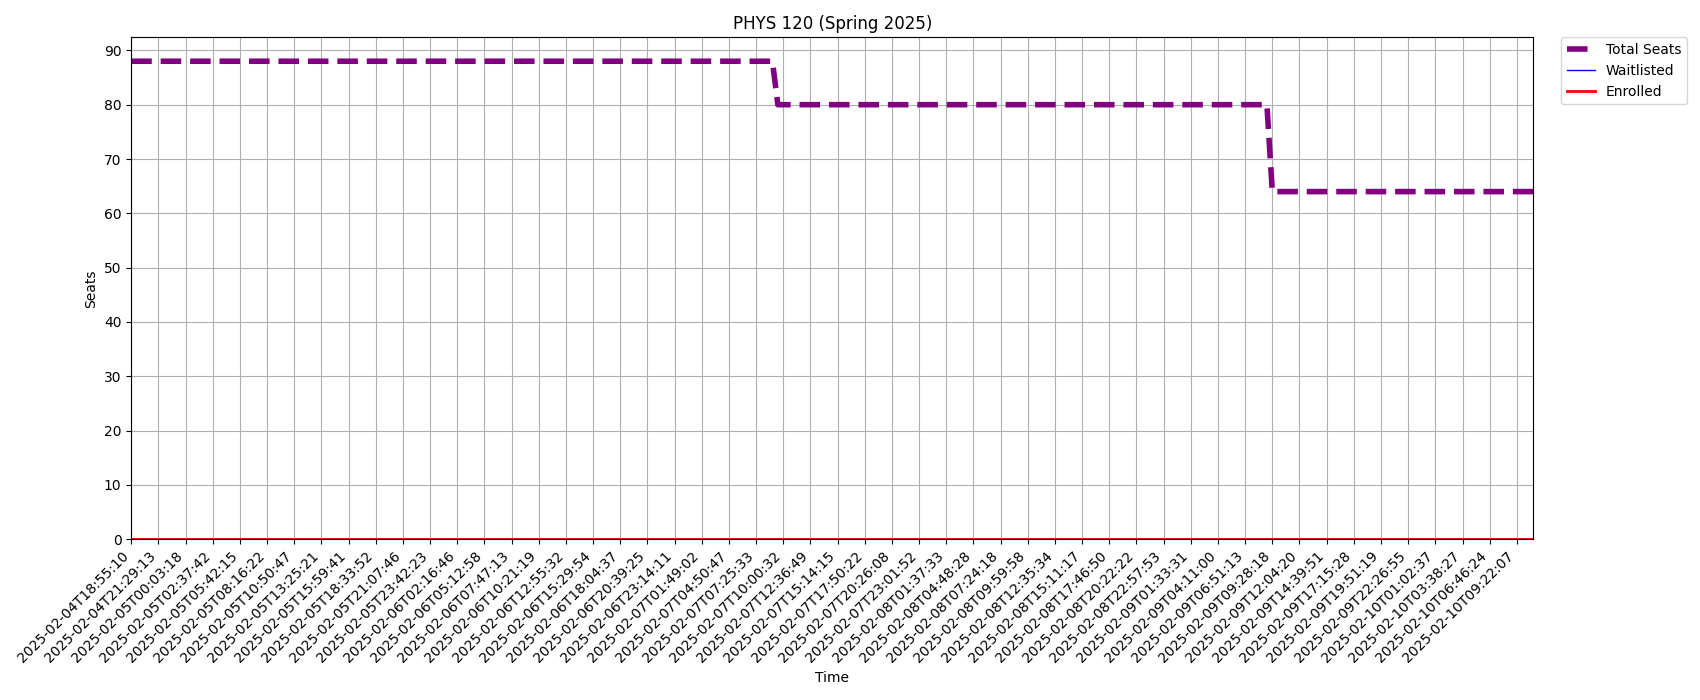 PHYS 120 (Spring 2025)
Total Seats
Waitlisted
Enrolled
90
80
70
60
50
40
30
20
10
0
Seats
2025-02-04T18:55:10
2025-02-04T21:29:13
2025-02-05T00:03:18
2025-02-05T02:37:42
2025-02-05T05:42:15
2025-02-05T08:16:22
2025-02-05T10:50:47
2025-02-05T13:25:21
2025-02-05T15:59:41
2025-02-05T18:33:52
2025-02-05T21:07:46
2025-02-05T23:42:23
2025-02-06T02:16:46
2025-02-06T05:12:58
2025-02-06T07:47:13
2025-02-06T10:21:19
2025-02-06T12:55:32
2025-02-06T15:29:54
2025-02-06T18:04:37
2025-02-06T20:39:25
2025-02-06T23:14:11
2025-02-07T01:49:02
2025-02-07T04:50:47
2025-02-07T07:25:33
2025-02-07T10:00:32
2025-02-07T12:36:49
2025-02-07T15:14:15
2025-02-07T17:50:22
2025-02-07T20:26:08
2025-02-07T23:01:52
2025-02-08T01:37:33
2025-02-08T04:48:28
2025-02-08T07:24:18
2025-02-08T09:59:58
2025-02-08T12:35:34
2025-02-08T15:11:17
2025-02-08T17:46:50
2025-02-08T20:22:22
2025-02-08T22:57:53
2025-02-09T01:33:31
2025-02-09T04:11:00
2025-02-09T06:51:13
2025-02-09T09:28:18
2025-02-09T12:04:20
2025-02-09T14:39:51
2025-02-09T17:15:28
2025-02-09T19:51:19
2025-02-09T22:26:55
2025-02-10T01:02:37
2025-02-10T03:38:27
2025-02-10T06:46:24
2025-02-10T09:22:07
Time